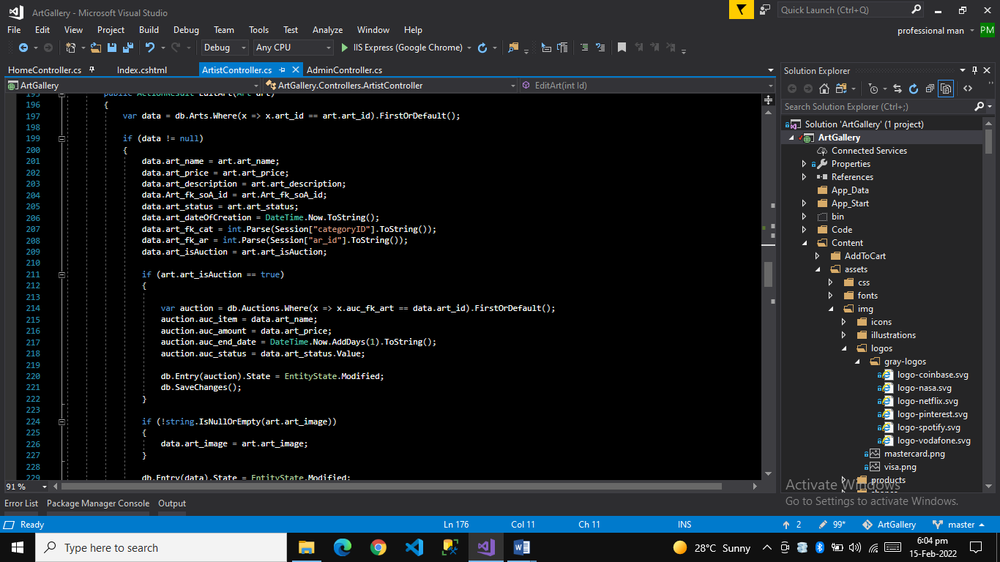 ArtGallery - Microsoft Visual Studio
Quick Launch (Ctrl+Q)
File Edit View Project Build Debug Team Tools Test Analyze Window Help
professional man PM
Debug Any CPU IIS Express (Google Chrome)
HomeController.cs Index.cshtml ArtistController.cs AdminController.cs
ArtGallery ArtGallery.Controllers.ArtistController EditArt(int Id)
195 public ActionResult EditArt(Art art)
196 {
197 var data = db.Arts.Where(x => x.art_id == art.art_id).FirstOrDefault();
198
199 if (data != null)
200 {
201 data.art_name = art.art_name;
202 data.art_price = art.art_price;
203 data.art_description = art.art_description;
204 data.Art_fk_soA_id = art.Art_fk_soA_id;
205 data.art_status = art.art_status;
206 data.art_dateOfCreation = DateTime.Now.ToString();
207 data.art_fk_cat = int.Parse(Session["categoryID"].ToString());
208 data.art_fk_ar = int.Parse(Session["ar_id"].ToString());
209 data.art_isAuction = art.art_isAuction;
210
211 if (art.art_isAuction == true)
212 {
213
214 var auction = db.Auctions.Where(x => x.auc_fk_art == data.art_id).FirstOrDefault();
215 auction.auc_item = data.art_name;
216 auction.auc_amount = data.art_price;
217 auction.auc_end_date = DateTime.Now.AddDays(1).ToString();
218 auction.auc_status = data.art_status.Value;
219
220 db.Entry(auction).State = EntityState.Modified;
221 db.SaveChanges();
222 }
223
224 if (!string.IsNullOrEmpty(art.art_image))
225 {
226 data.art_image = art.art_image;
227 }
228
229 db.Entry(data).State = EntityState.Modified;
91 %
Solution Explorer
Search Solution Explorer (Ctrl+;)
Solution 'ArtGallery' (1 project)
ArtGallery
Connected Services
Properties
References
App_Data
App_Start
bin
Code
Content
AddToCart
assets
css
fonts
img
icons
illustrations
logos
gray-logos
logo-coinbase.svg
logo-nasa.svg
logo-netflix.svg
logo-pinterest.svg
logo-spotify.svg
logo-vodafone.svg
mastercard.png
visa.png
products
Activate Windows
Go to Settings to activate Windows.
Error List Package Manager Console Output
Ready Ln 176 Col 11 Ch 11 INS 2 99* ArtGallery master
Type here to search
28°C Sunny
6:04 pm
15-Feb-2022